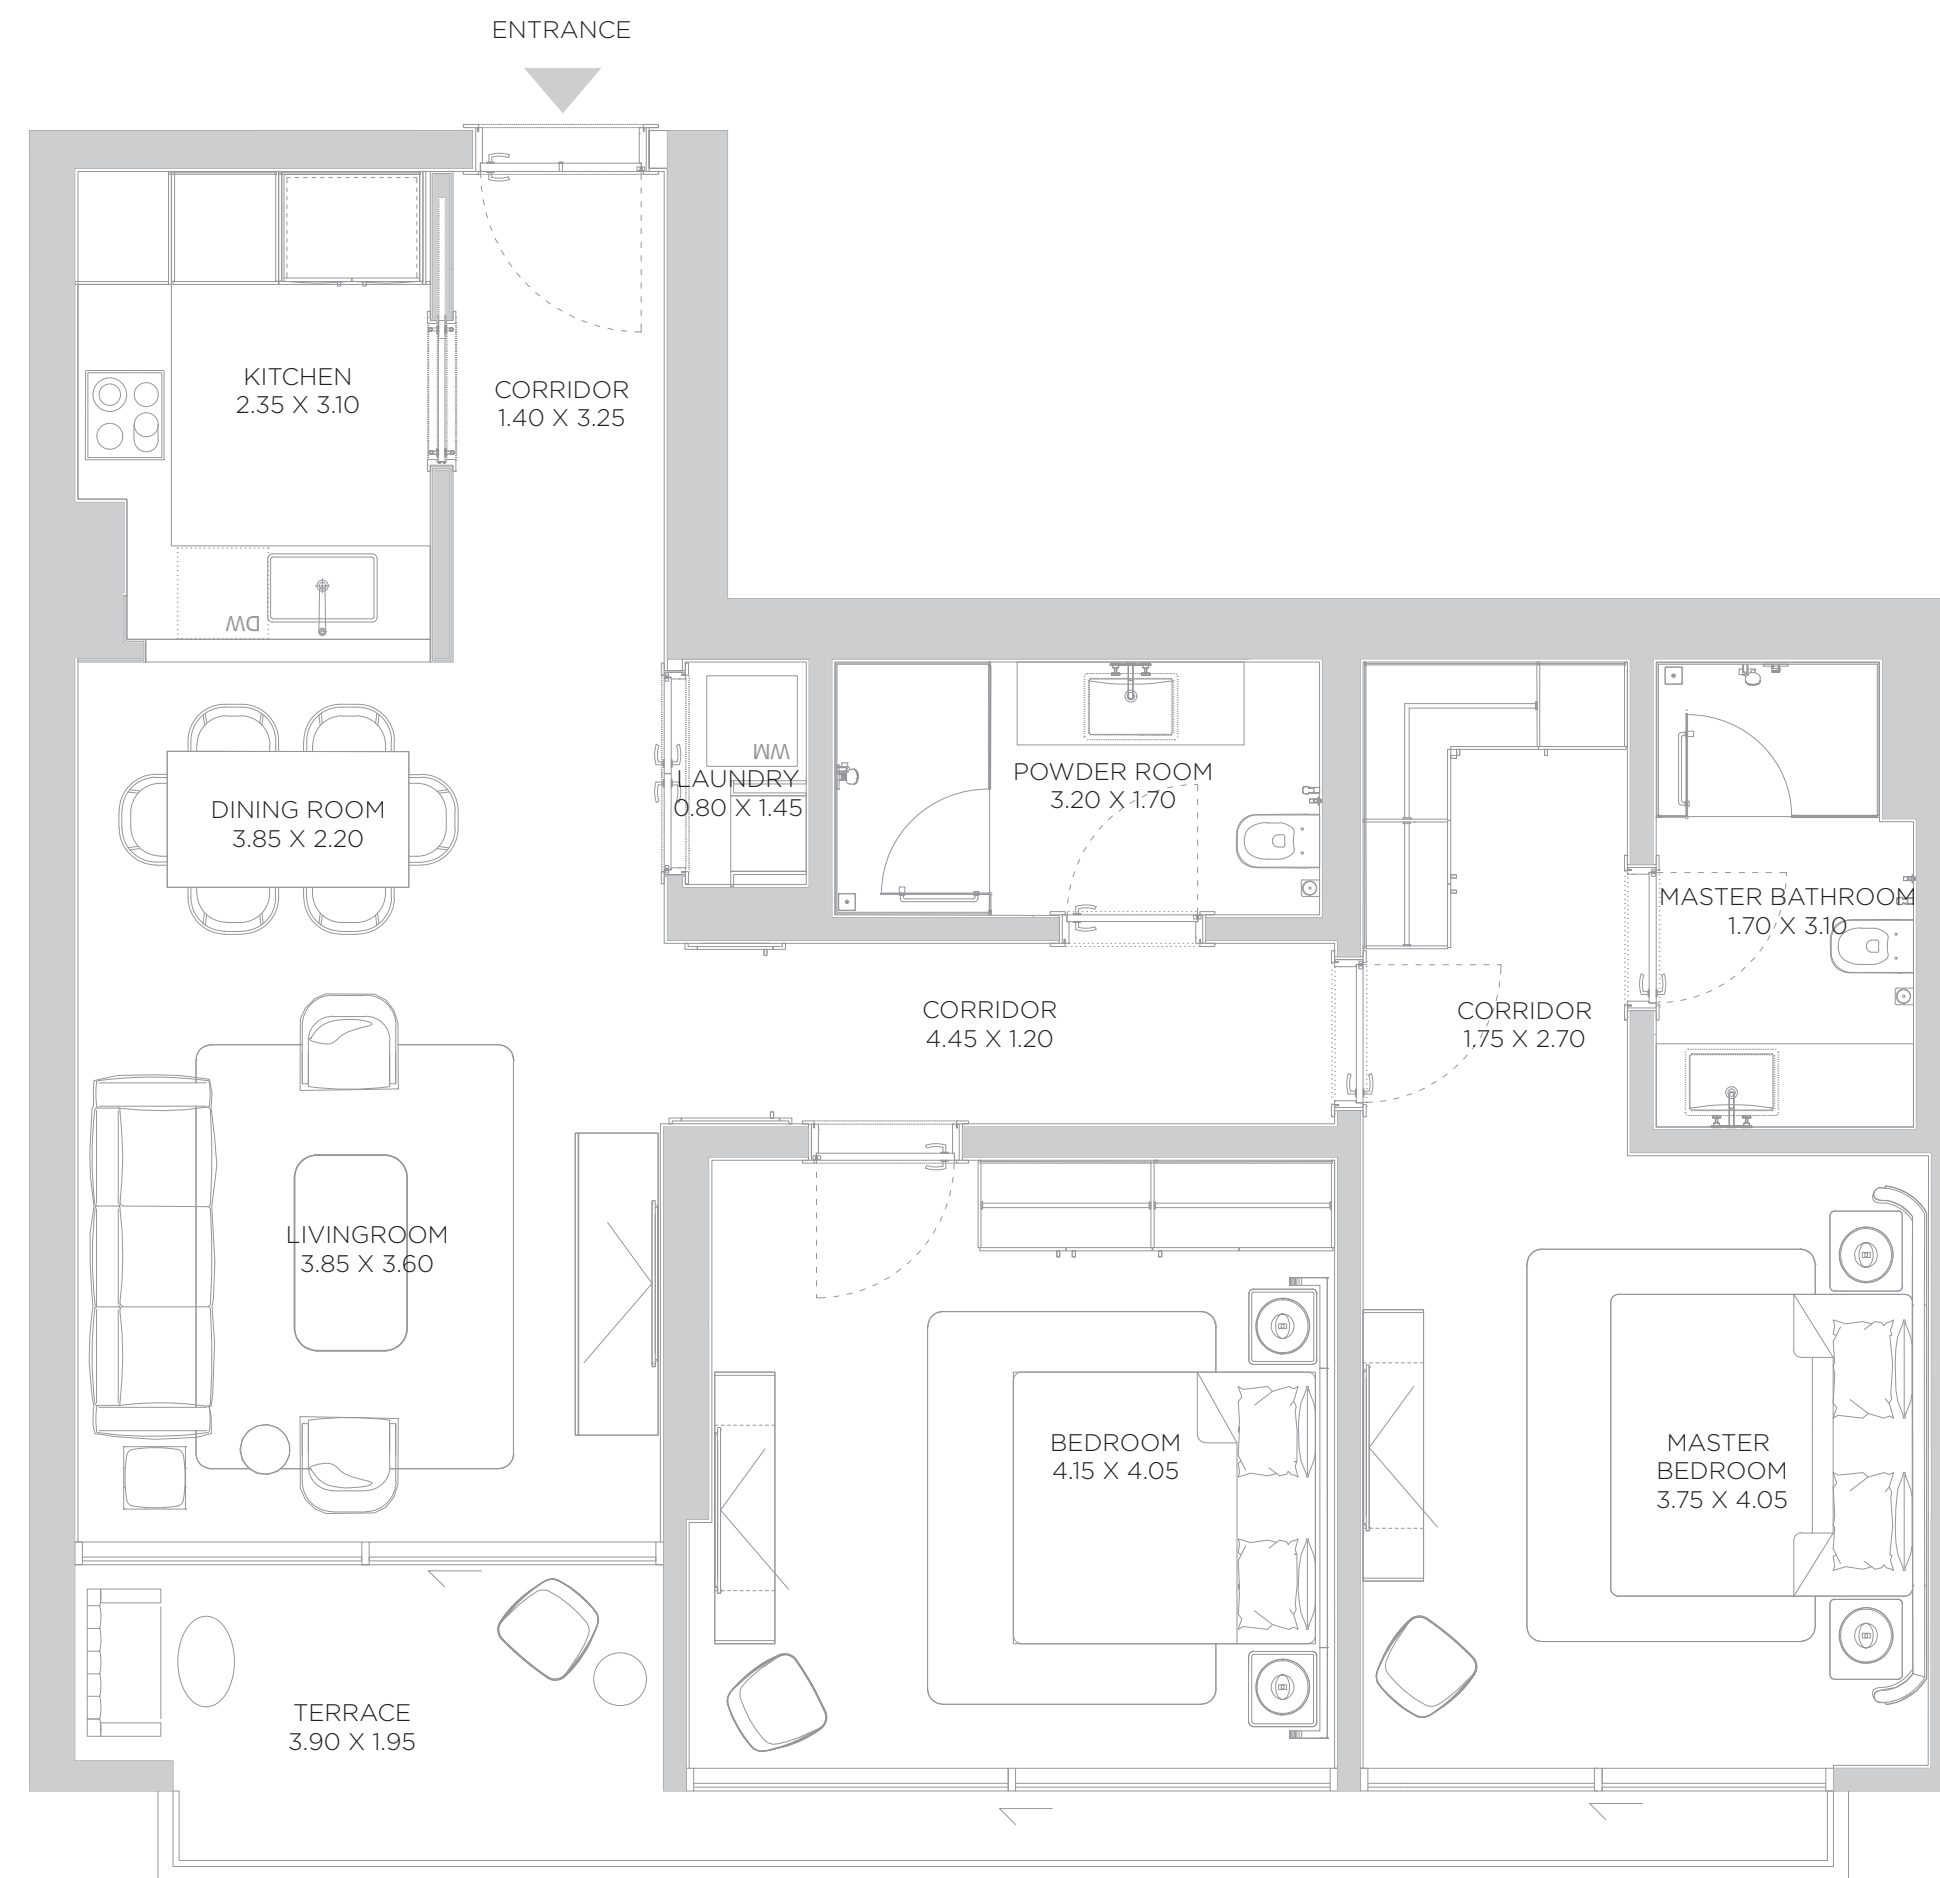 ENTRANCE
KITCHEN
2.35 X 3.10
CORRIDOR
1.40 X 3.25
DW
WM
LAUNDRY
0.80 X 1.45
POWDER ROOM
3.20 X 1.70
DINING ROOM
3.85 X 2.20
MASTER BATHROOM
1.70 X 3.10
CORRIDOR
4.45 X 1.20
CORRIDOR
1.75 X 2.70
LIVINGROOM
3.85 X 3.60
BEDROOM
4.15 X 4.05
MASTER
BEDROOM
3.75 X 4.05
TERRACE
3.90 X 1.95